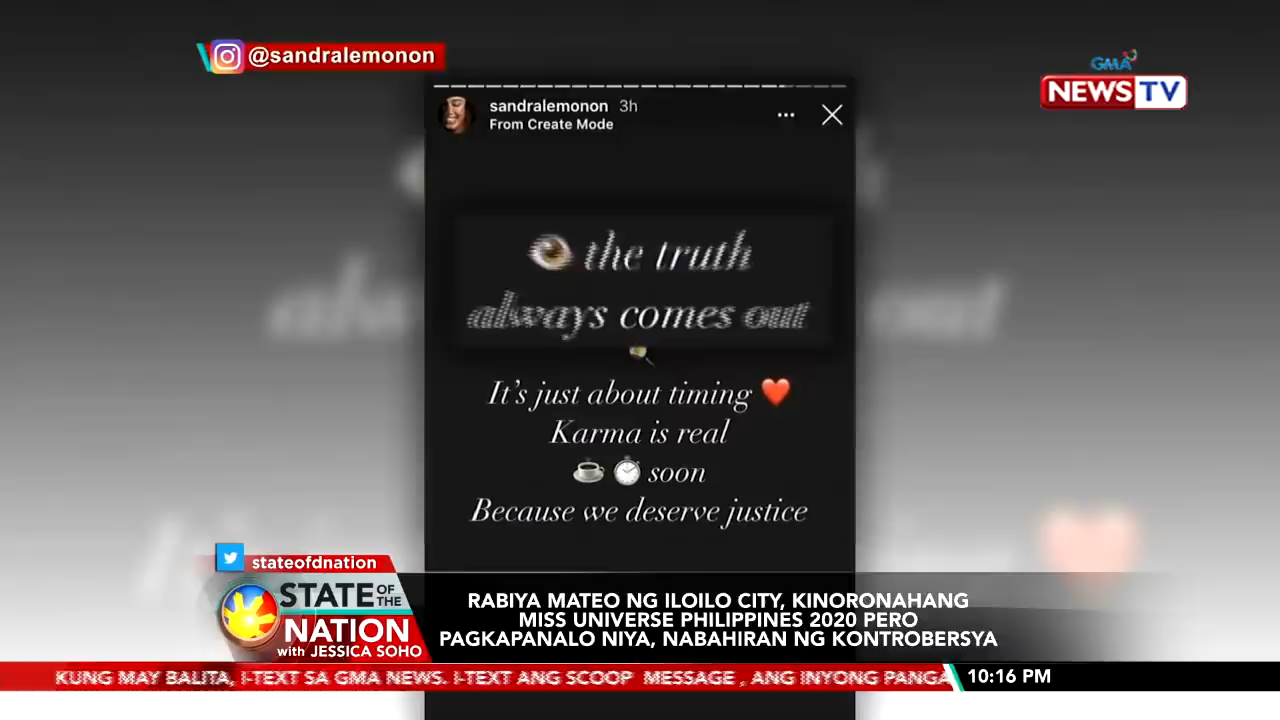 @sandralemonon
GMA
NEWS TV
sandralemonon 3h
From Create Mode
the truth
always comes out
It's just about timing
Karma is real
soon
Because we deserve justice
stateofdnation
STATE OF THE
NATION
with JESSICA SOHO
RABIYA MATEO NG ILOILO CITY, KINORONAHANG
MISS UNIVERSE PHILIPPINES 2020 PERO
PAGKAPANALO NIYA, NABAHIRAN NG KONTROBERSYA
KUNG MAY BALITA, I-TEXT SA GMA NEWS. I-TEXT ANG SCOOP MESSAGE , ANG INYONG PANGA
10:16 PM